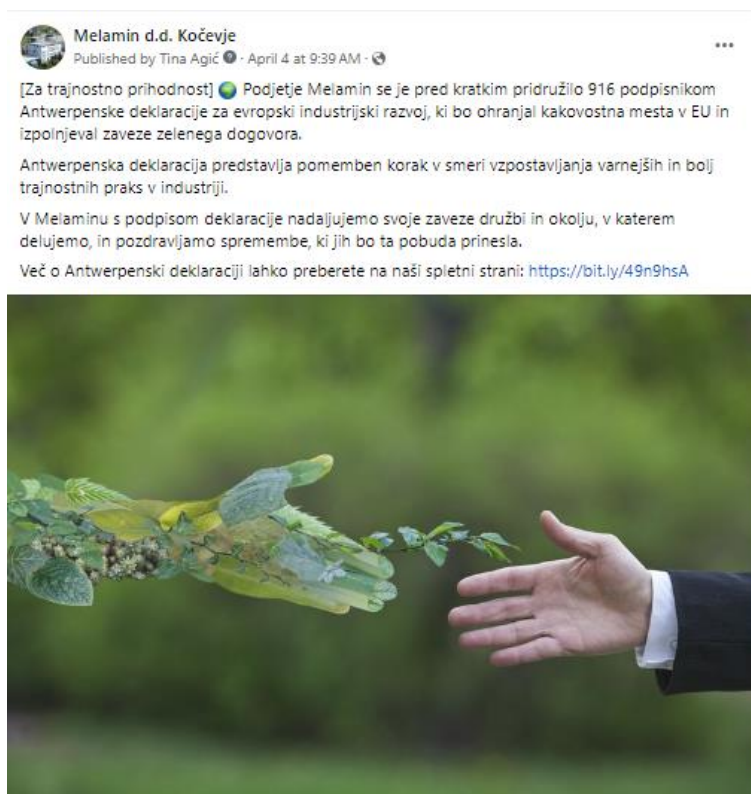 Melamin d.d. Kočevje
Published by Tina Agić · April 4 at 9:39 AM ·
[Za trajnostno prihodnost] 🌍 Podjetje Melamin se je pred kratkim pridružilo 916 podpisnikom
Antwerpenske deklaracije za evropski industrijski razvoj, ki bo ohranjal kakovostna mesta v EU in
izpolnjeval zaveze zelenega dogovora.
Antwerpenska deklaracija predstavlja pomemben korak v smeri vzpostavljanja varnejših in bolj
trajnostnih praks v industriji.
V Melaminu s podpisom deklaracije nadaljujemo svoje zaveze družbi in okolju, v katerem
delujemo, in pozdravljamo spremembe, ki jih bo ta pobuda prinesla.
Več o Antwerpenski deklaraciji lahko preberete na naši spletni strani: https://bit.ly/49n9hsA